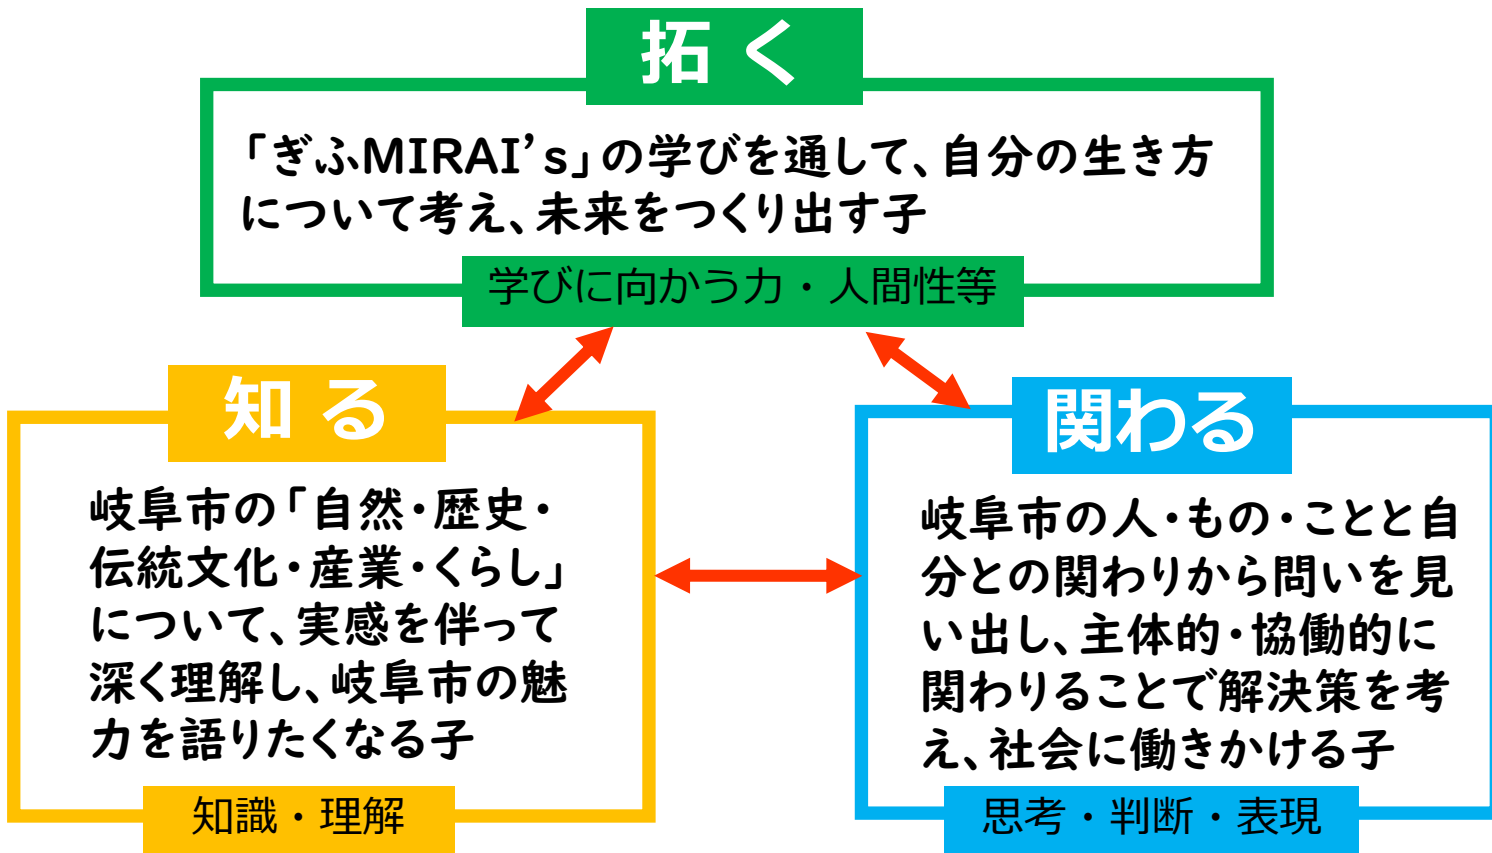 拓く
「ぎふMIRAI’s」の学びを通して、自分の生き方
について考え、未来をつくり出す子
学びに向かう力・人間性等
知る
岐阜市の「自然・歴史・
伝統文化・産業・くらし」
について、実感を伴って
深く理解し、岐阜市の魅
力を語りたくなる子
知識・理解
関わる
岐阜市の人・もの・ことと自
分との関わりから問いを見
い出し、主体的・協働的に
関わりることで解決策を考
え、社会に働きかける子
思考・判断・表現